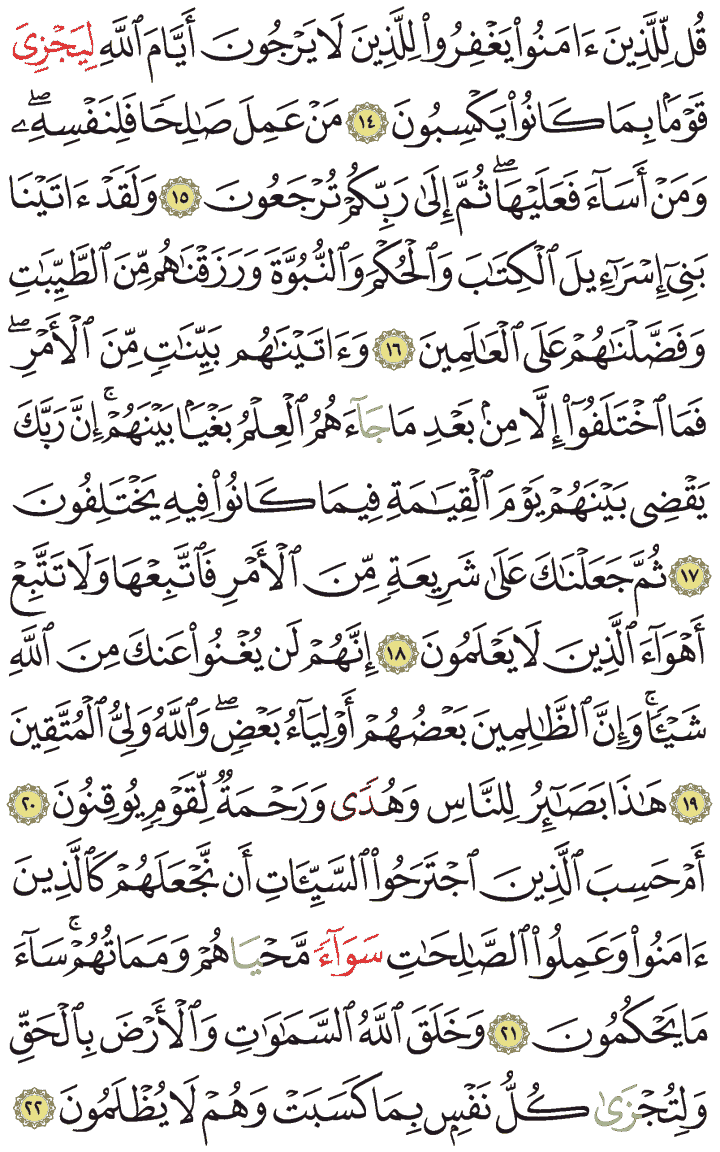 قُل لِّلَّذِينَ ءَامَنُواْ يَغْفِرُواْ لِلَّذِينَ لَا يَرْجُونَ أَيَّامَ ٱللَّهِ لِيَجْزِيَ
قَوْمَۢا بِمَا كَانُواْ يَكْسِبُونَ ١٤ مَنْ عَمِلَ صَٰلِحًا فَلِنَفْسِهِۦۖ
وَمَنْ أَسَآءَ فَعَلَيْهَاۖ ثُمَّ إِلَىٰ رَبِّكُمْ تُرْجَعُونَ ١٥ وَلَقَدْ ءَاتَيْنَا
بَنِيٓ إِسْرَٰٓءِيلَ ٱلْكِتَٰبَ وَٱلْحُكْمَ وَٱلنُّبُوَّةَ وَرَزَقْنَٰهُم مِّنَ ٱلطَّيِّبَٰتِ
وَفَضَّلْنَٰهُمْ عَلَى ٱلْعَٰلَمِينَ ١٦ وَءَاتَيْنَٰهُم بَيِّنَٰتٍ مِّنَ ٱلْأَمْرِۖ
فَمَا ٱخْتَلَفُوٓاْ إِلَّا مِنۢ بَعْدِ مَا جَآءَهُمُ ٱلْعِلْمُ بَغْيَۢا بَيْنَهُمْۚ إِنَّ رَبَّكَ
يَقْضِي بَيْنَهُمْ يَوْمَ ٱلْقِيَٰمَةِ فِيمَا كَانُواْ فِيهِ يَخْتَلِفُونَ
١٧ ثُمَّ جَعَلْنَٰكَ عَلَىٰ شَرِيعَةٍ مِّنَ ٱلْأَمْرِ فَٱتَّبِعْهَا وَلَا تَتَّبِعْ
أَهْوَآءَ ٱلَّذِينَ لَا يَعْلَمُونَ ١٨ إِنَّهُمْ لَن يُغْنُواْ عَنكَ مِنَ ٱللَّهِ
شَيْـًٔاۚ وَإِنَّ ٱلظَّٰلِمِينَ بَعْضُهُمْ أَوْلِيَآءُ بَعْضٍۖ وَٱللَّهُ وَلِيُّ ٱلْمُتَّقِينَ
١٩ هَٰذَا بَصَٰٓئِرُ لِلنَّاسِ وَهُدًى وَرَحْمَةٌ لِّقَوْمٍ يُوقِنُونَ ٢٠
أَمْ حَسِبَ ٱلَّذِينَ ٱجْتَرَحُواْ ٱلسَّيِّـَٔاتِ أَن نَّجْعَلَهُمْ كَٱلَّذِينَ
ءَامَنُواْ وَعَمِلُواْ ٱلصَّٰلِحَٰتِ سَوَآءً مَّحْيَاهُمْ وَمَمَاتُهُمْۚ سَآءَ
مَا يَحْكُمُونَ ٢١ وَخَلَقَ ٱللَّهُ ٱلسَّمَٰوَٰتِ وَٱلْأَرْضَ بِٱلْحَقِّ
وَلِتُجْزَىٰ كُلُّ نَفْسٍۭ بِمَا كَسَبَتْ وَهُمْ لَا يُظْلَمُونَ ٢٢